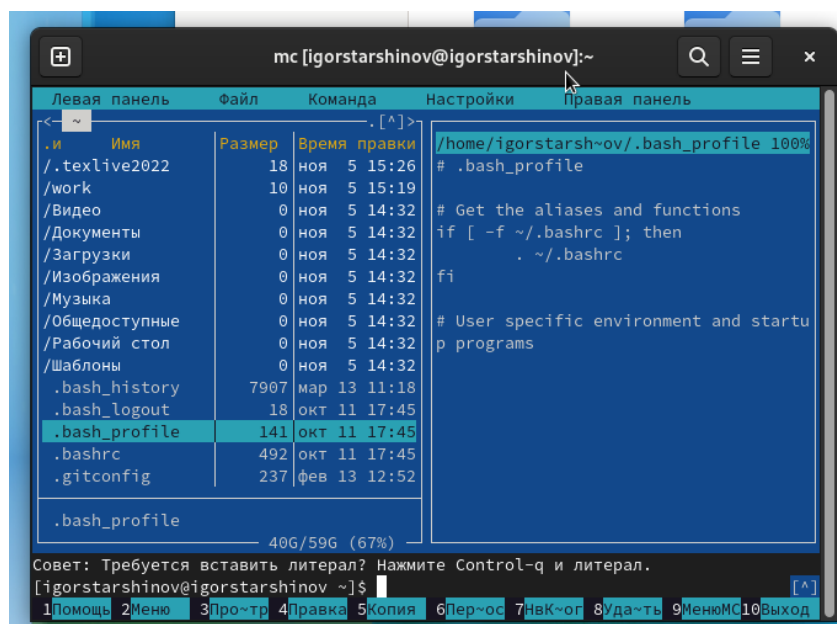 mc [igorstarshinov@igorstarshinov]:~
Левая панель Файл Команда Настройки Правая панель
<- ~ .[^]>
.и Имя Размер Время правки
/.texlive2022 18 ноя 5 15:26
/work 10 ноя 5 15:19
/Видео 0 ноя 5 14:32
/Документы 0 ноя 5 14:32
/Загрузки 0 ноя 5 14:32
/Изображения 0 ноя 5 14:32
/Музыка 0 ноя 5 14:32
/Общедоступные 0 ноя 5 14:32
/Рабочий стол 0 ноя 5 14:32
/Шаблоны 0 ноя 5 14:32
.bash_history 7907 мар 13 11:18
.bash_logout 18 окт 11 17:45
.bash_profile 141 окт 11 17:45
.bashrc 492 окт 11 17:45
.gitconfig 237 фев 13 12:52
.bash_profile
40G/59G (67%)
/home/igorstarsh~ov/.bash_profile 100%
# .bash_profile
# Get the aliases and functions
if [ -f ~/.bashrc ]; then
. ~/.bashrc
fi
# User specific environment and startu
p programs
Совет: Требуется вставить литерал? Нажмите Control-q и литерал.
[igorstarshinov@igorstarshinov ~]$ [^]
1Помощь 2Меню 3Про~тр 4Правка 5Копия 6Пер~ос 7НвК~ог 8Уда~ть 9МенюMC 10Выход